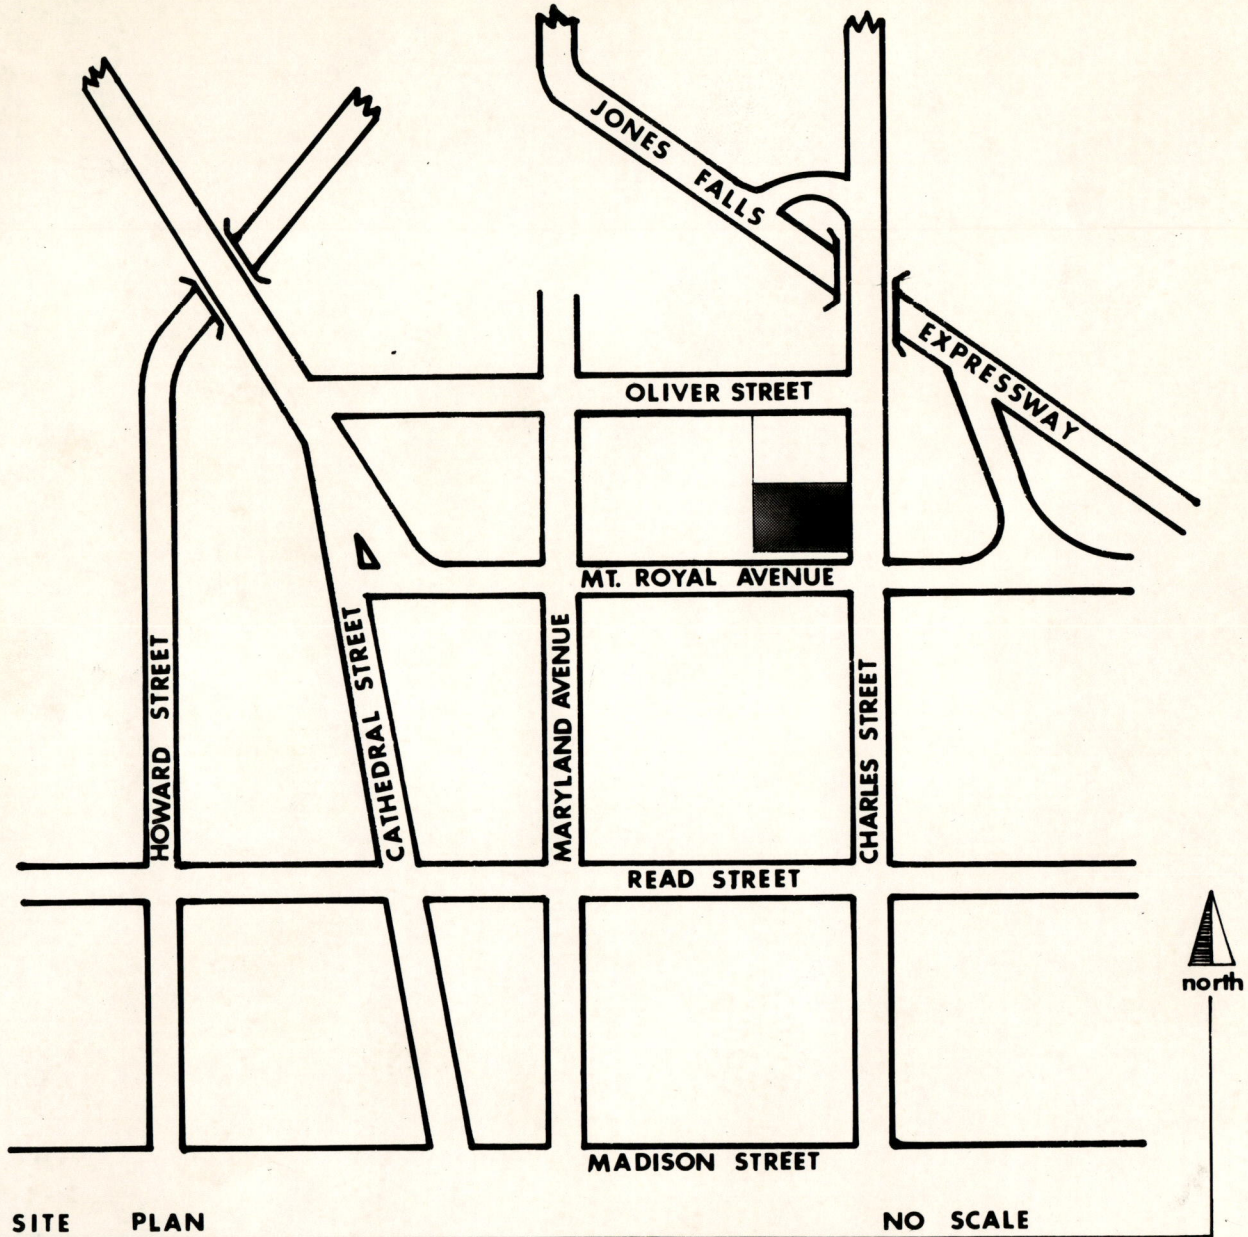 JONES FALLS
EXPRESSWAY
OLIVER STREET
MT. ROYAL AVENUE
HOWARD STREET
CATHEDRAL STREET
MARYLAND AVENUE
CHARLES STREET
READ STREET
north
MADISON STREET
SITE PLAN
NO SCALE